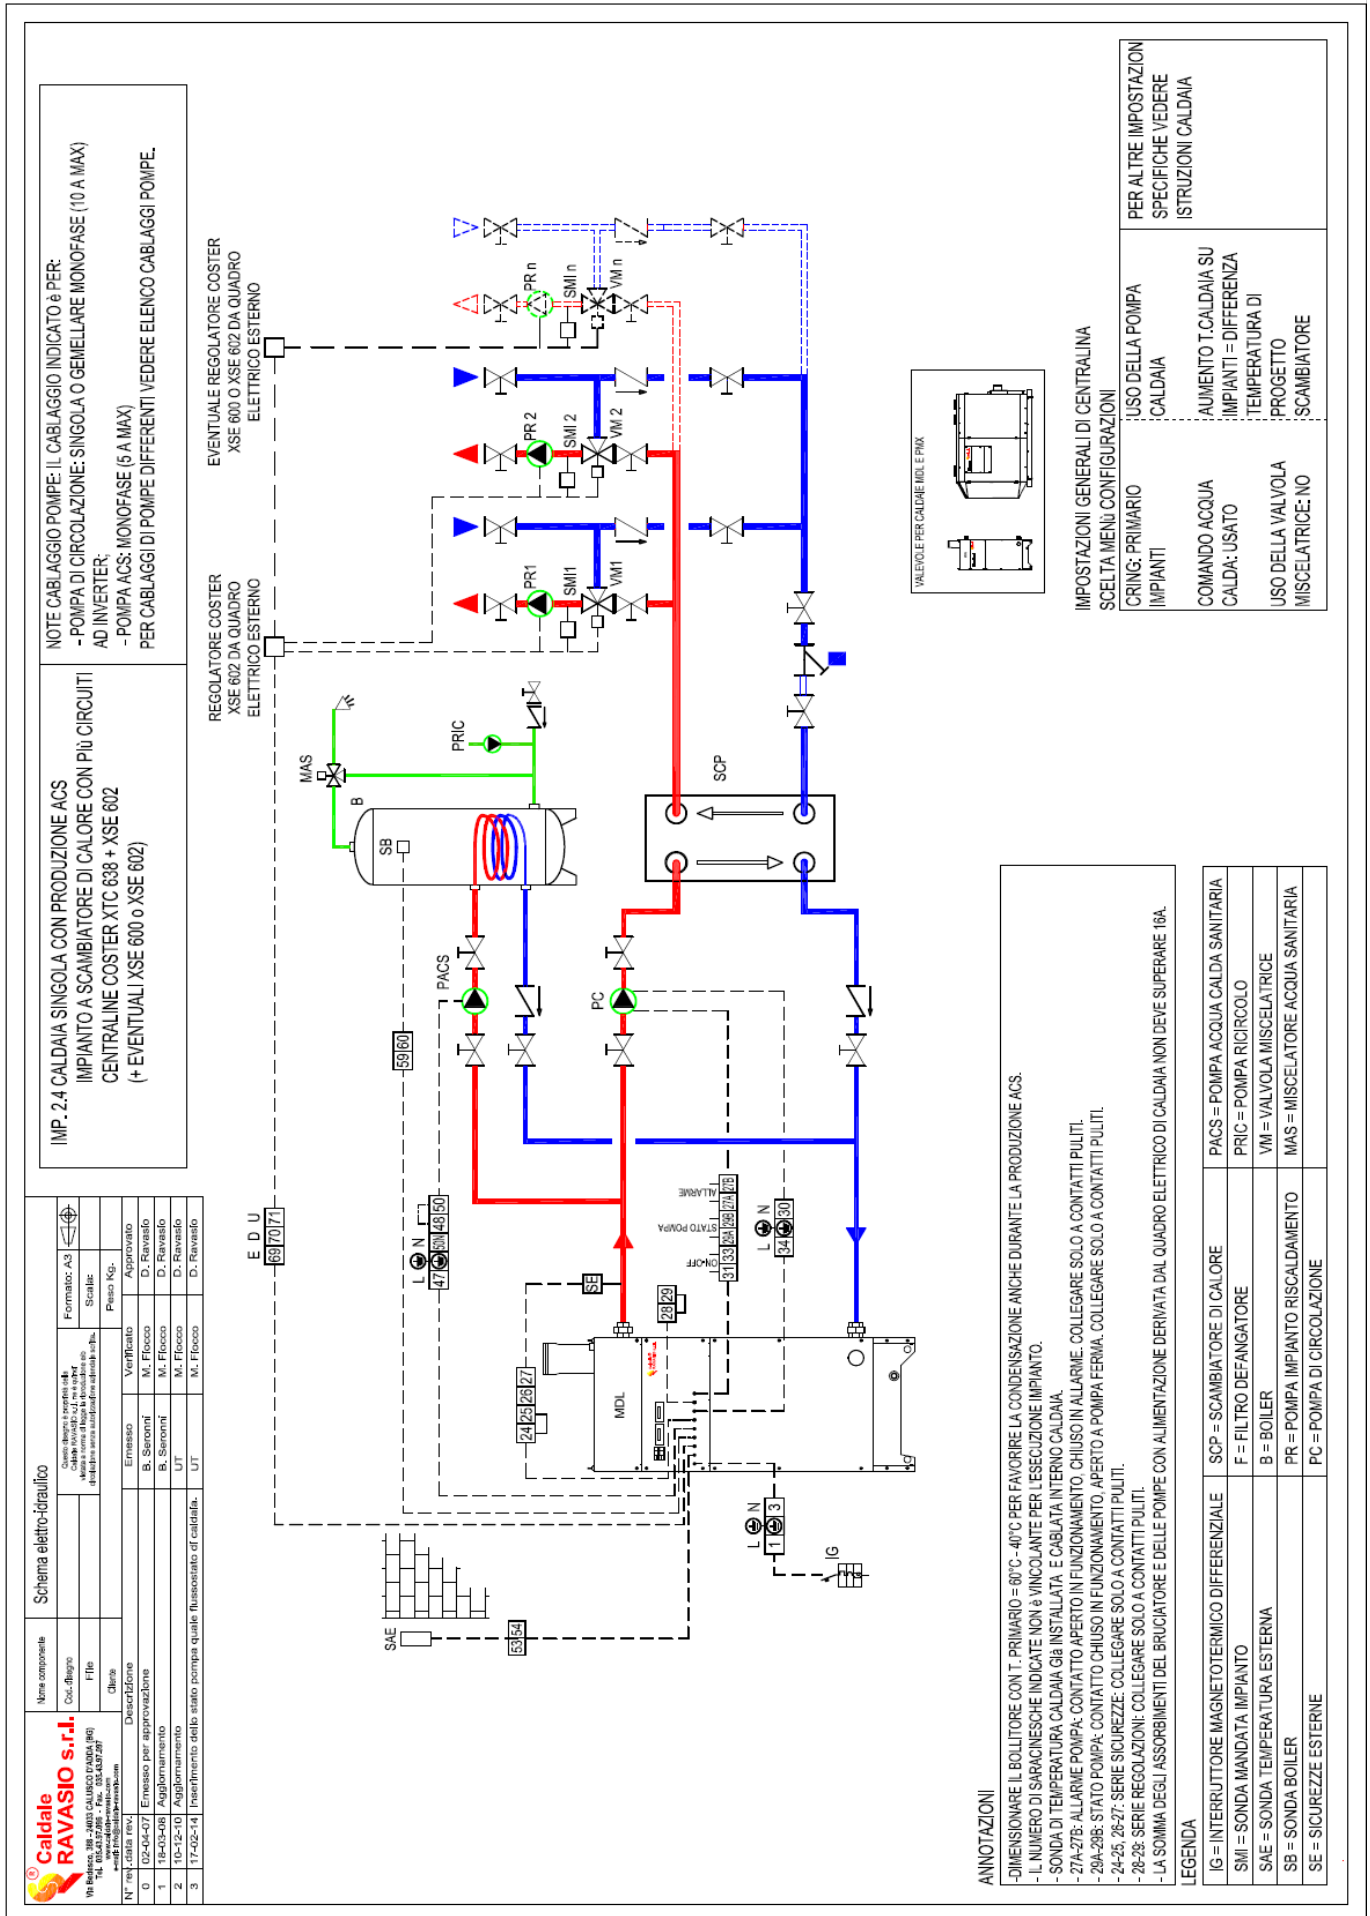 IMP. 2.4 CALDAIA SINGOLA CON PRODUZIONE ACS
IMPIANTO A SCAMBIATORE DI CALORE CON PIù CIRCUITI
CENTRALINE COSTER XTC 638 + XSE 602
(+ EVENTUALI XSE 600 o XSE 602)
NOTE CABLAGGIO POMPE: IL CABLAGGIO INDICATO è PER:
- POMPA DI CIRCOLAZIONE: SINGOLA O GEMELLARE MONOFASE (10 A MAX)
AD INVERTER;
- POMPA ACS: MONOFASE (5 A MAX)
PER CABLAGGI DI POMPE DIFFERENTI VEDERE ELENCO CABLAGGI POMPE.
Caldaie
RAVASIO s.r.l.
Nome componente
Schema elettro-idraulico
Cod. disegno
File
Cliente
Formato: A3
Scala:
Peso Kg.
N° rev. data rev. Descrizione Emesso Verificato Approvato
0 02-04-07 Emesso per approvazione B. Seronni M. Fiocco D. Ravasio
1 18-03-08 Aggiornamento B. Seronni M. Fiocco D. Ravasio
2 10-12-10 Aggiornamento UT M. Fiocco D. Ravasio
3 17-02-14 Inserimento dello stato pompa quale flussostato di caldaia. UT M. Fiocco D. Ravasio
E D U
69 70 71
REGOLATORE COSTER
XSE 602 DA QUADRO
ELETTRICO ESTERNO
EVENTUALE REGOLATORE COSTER
XSE 600 O XSE 602 DA QUADRO
ELETTRICO ESTERNO
MAS
B
SB
PRIC
PR1
SMI1
VM1
PR 2
SMI 2
VM 2
PR n
SMI n
VM n
SAE
53 54
59 60
L N
47 50N 48 50
PACS
24 25 26 27
SE
28 29
MDL
PC
SCP
ON-OFF
STATO POMPA
ALLARME
31 33 29A 29B 27A 27B
L N
34 30
L N
1 3
IG
VALEVOLE PER CALDAIE MDL E PMX
IMPOSTAZIONI GENERALI DI CENTRALINA
SCELTA MENù CONFIGURAZIONI
CRING: PRIMARIO
IMPIANTI
COMANDO ACQUA
CALDA: USATO
USO DELLA VALVOLA
MISCELATRICE: NO
USO DELLA POMPA
CALDAIA
AUMENTO T.CALDAIA SU
IMPIANTI = DIFFERENZA
TEMPERATURA DI
PROGETTO
SCAMBIATORE
PER ALTRE IMPOSTAZION
SPECIFICHE VEDERE
ISTRUZIONI CALDAIA
ANNOTAZIONI
-DIMENSIONARE IL BOLLITORE CON T. PRIMARIO = 60°C - 40°C PER FAVORIRE LA CONDENSAZIONE ANCHE DURANTE LA PRODUZIONE ACS.
- IL NUMERO DI SARACINESCHE INDICATE NON è VINCOLANTE PER L'ESECUZIONE IMPIANTO.
- SONDA DI TEMPERATURA CALDAIA Già INSTALLATA E CABLATA INTERNO CALDAIA.
- 27A-27B: ALLARME POMPA: CONTATTO APERTO IN FUNZIONAMENTO, CHIUSO IN ALLARME. COLLEGARE SOLO A CONTATTI PULITI.
- 29A-29B: STATO POMPA: CONTATTO CHIUSO IN FUNZIONAMENTO, APERTO A POMPA FERMA. COLLEGARE SOLO A CONTATTI PULITI.
- 24-25, 26-27: SERIE SICUREZZE: COLLEGARE SOLO A CONTATTI PULITI.
- 28-29: SERIE REGOLAZIONI: COLLEGARE SOLO A CONTATTI PULITI.
- LA SOMMA DEGLI ASSORBIMENTI DEL BRUCIATORE E DELLE POMPE CON ALIMENTAZIONE DERIVATA DAL QUADRO ELETTRICO DI CALDAIA NON DEVE SUPERARE 16A.
LEGENDA
IG = INTERRUTTORE MAGNETOTERMICO DIFFERENZIALE
SMI = SONDA MANDATA IMPIANTO
SAE = SONDA TEMPERATURA ESTERNA
SB = SONDA BOILER
SE = SICUREZZE ESTERNE
SCP = SCAMBIATORE DI CALORE
F = FILTRO DEFANGATORE
B = BOILER
PR = POMPA IMPIANTO RISCALDAMENTO
PC = POMPA DI CIRCOLAZIONE
PACS = POMPA ACQUA CALDA SANITARIA
PRIC = POMPA RICIRCOLO
VM = VALVOLA MISCELATRICE
MAS = MISCELATORE ACQUA SANITARIA